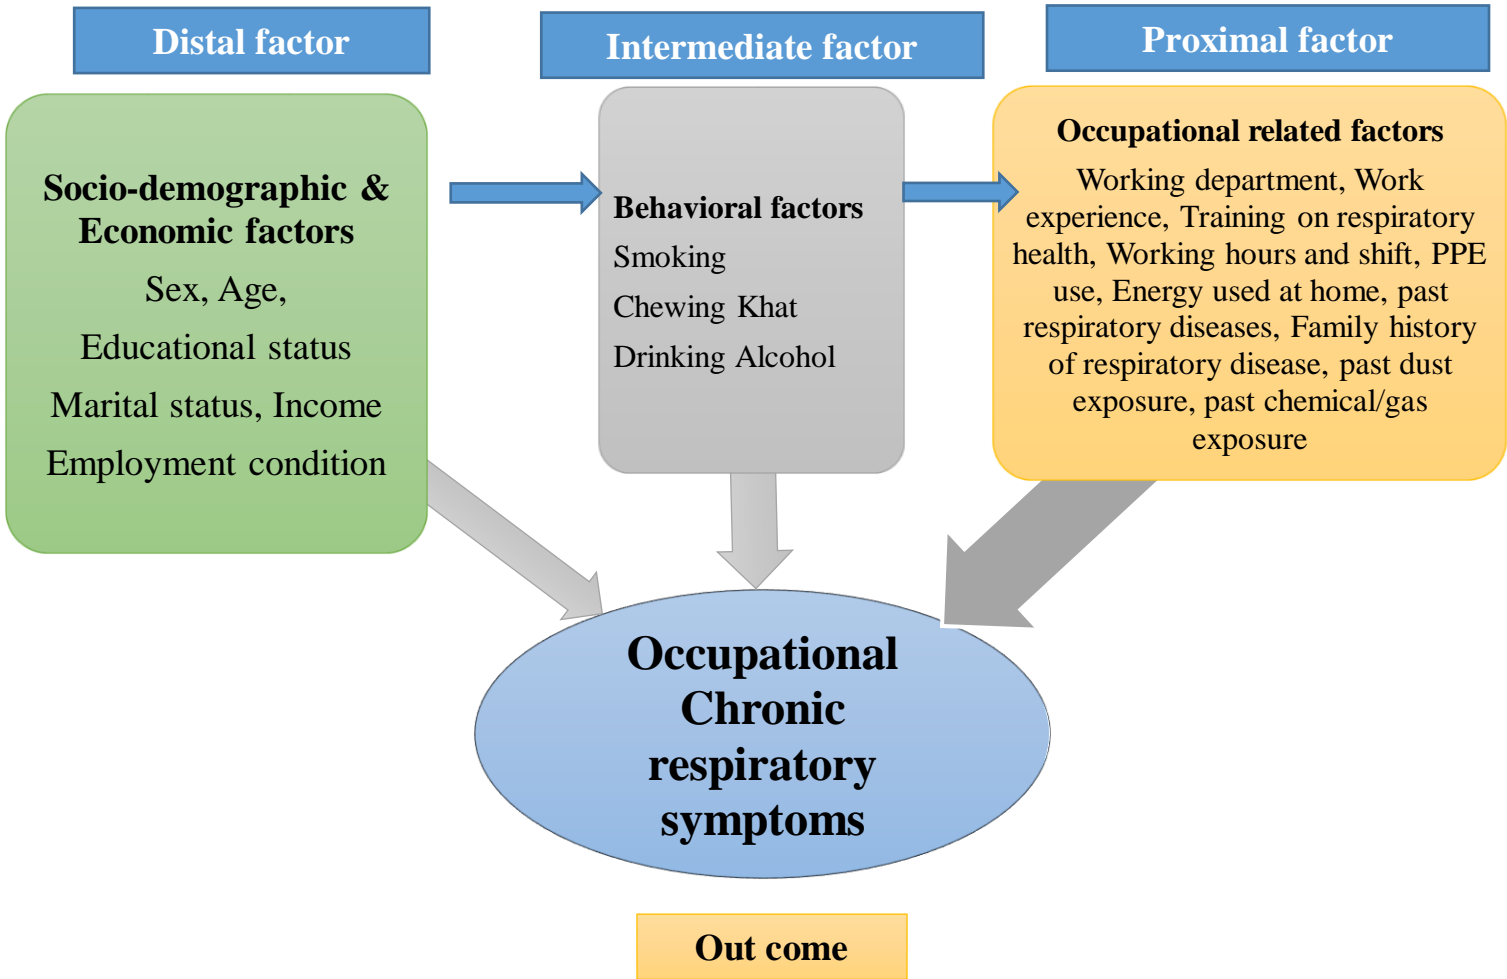 Distal factor
Intermediate factor
Proximal factor
Socio-demographic &
Economic factors
Sex, Age,
Educational status
Marital status, Income
Employment condition
Behavioral factors
Smoking
Chewing Khat
Drinking Alcohol
Occupational related factors
Working department, Work
experience, Training on respiratory
health, Working hours and shift, PPE
use, Energy used at home, past
respiratory diseases, Family history
of respiratory disease, past dust
exposure, past chemical/gas
exposure
Occupational
Chronic
respiratory
symptoms
Out come